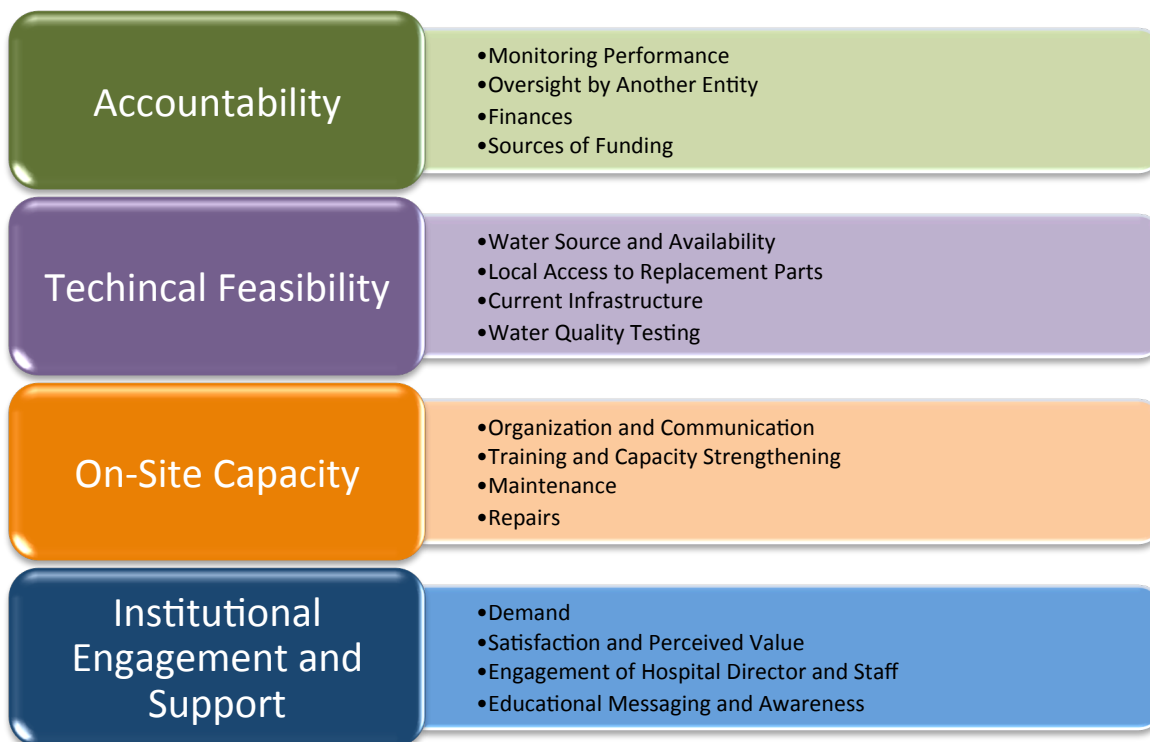 Accountability
•Monitoring Performance
•Oversight by Another Entity
•Finances
•Sources of Funding
Techincal Feasibility
•Water Source and Availability
•Local Access to Replacement Parts
•Current Infrastructure
•Water Quality Testing
On-Site Capacity
•Organization and Communication
•Training and Capacity Strengthening
•Maintenance
•Repairs
Institutional
Engagement and
Support
•Demand
•Satisfaction and Perceived Value
•Engagement of Hospital Director and Staff
•Educational Messaging and Awareness